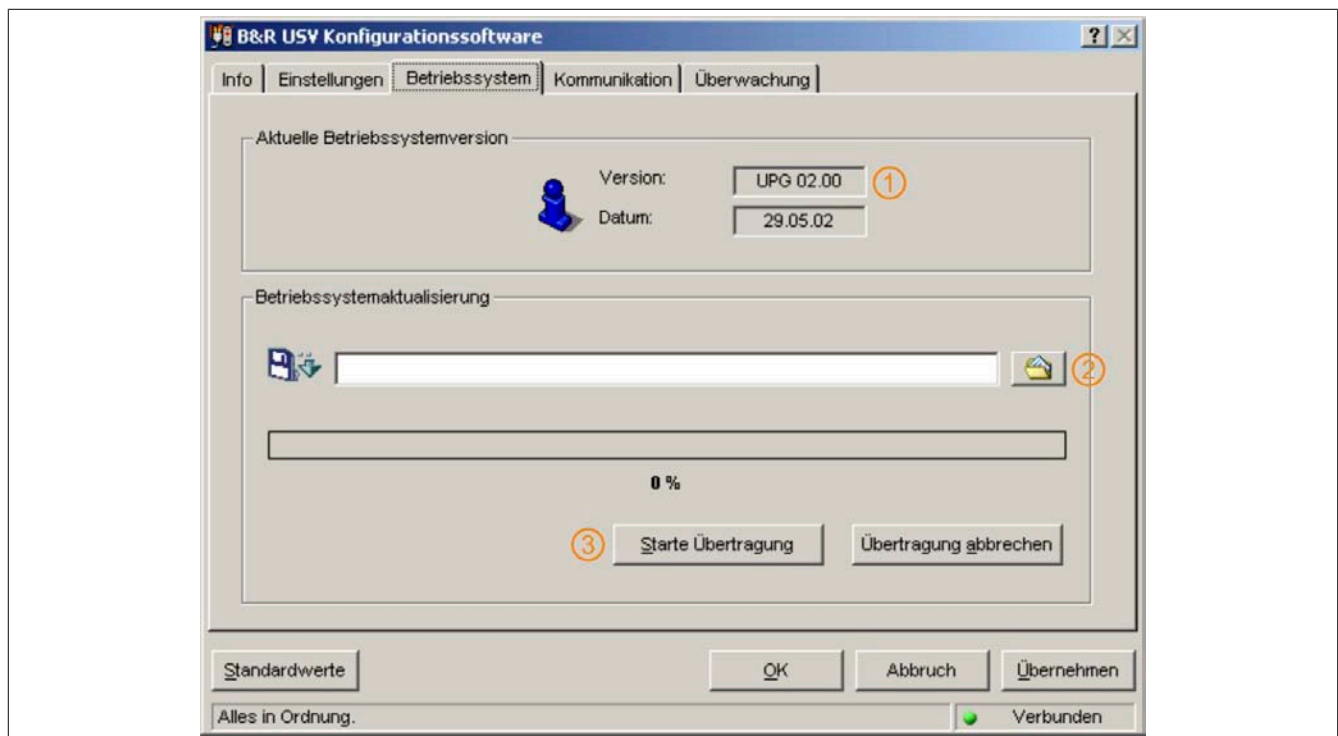 B&R USV Konfigurationssoftware
Info Einstellungen Betriebssystem Kommunikation Überwachung
Aktuelle Betriebssystemversion
Version: UPG 02.00 1
Datum: 29.05.02
Betriebssystemaktualisierung
2
0 %
3 Starte Übertragung Übertragung abbrechen
Standardwerte OK Abbruch Übernehmen
Alles in Ordnung. Verbunden